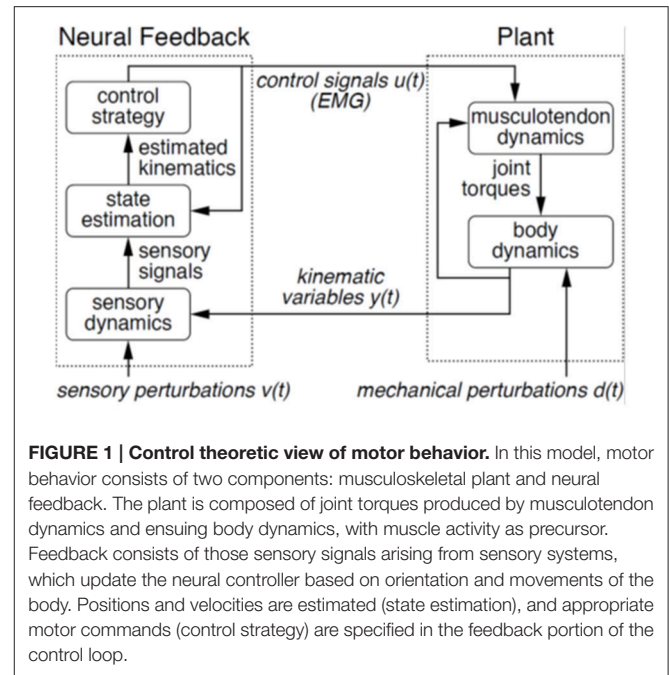 Neural Feedback
Plant
control signals u(t)
(EMG)
control
strategy
estimated
kinematics
state
estimation
sensory
signals
sensory
dynamics
musculotendon
dynamics
joint
torques
body
dynamics
kinematic
variables y(t)
sensory perturbations v(t)
mechanical perturbations d(t)
FIGURE 1 | Control theoretic view of motor behavior. In this model, motor
behavior consists of two components: musculoskeletal plant and neural
feedback. The plant is composed of joint torques produced by musculotendon
dynamics and ensuing body dynamics, with muscle activity as precursor.
Feedback consists of those sensory signals arising from sensory systems,
which update the neural controller based on orientation and movements of the
body. Positions and velocities are estimated (state estimation), and appropriate
motor commands (control strategy) are specified in the feedback portion of the
control loop.